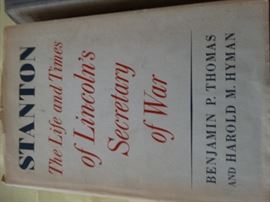 STANTON
The Life and Times
of Lincoln's
Secretary
of War
BENJAMIN P. THOMAS
AND HAROLD M. HYMAN